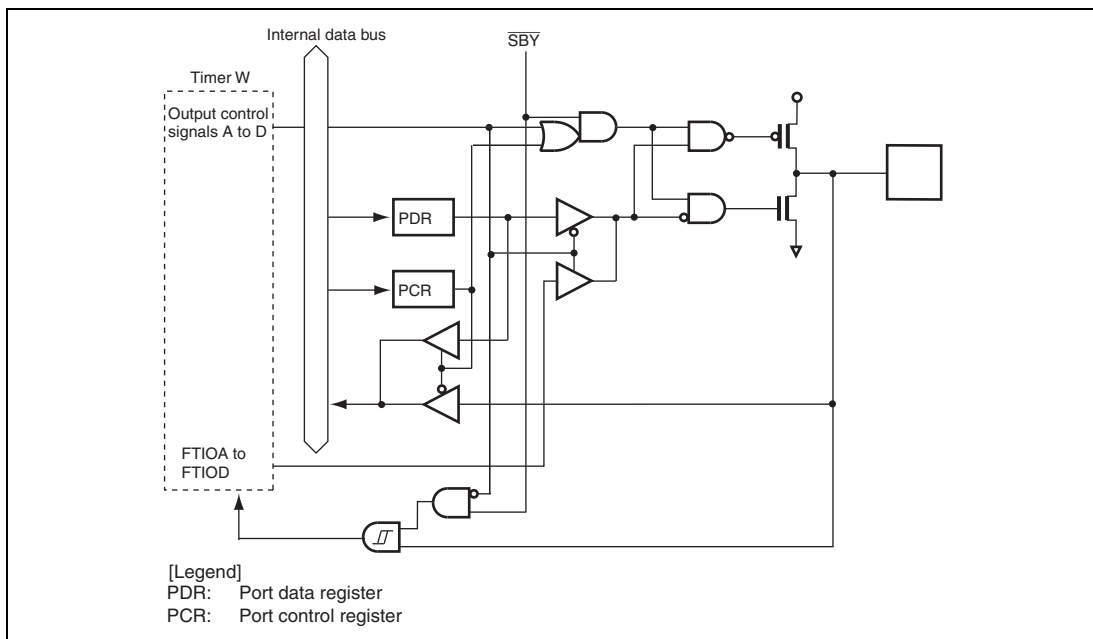 Internal data bus
SBY
Timer W
Output control
signals A to D
PDR
PCR
FTIOA to
FTIOD
[Legend]
PDR: Port data register
PCR: Port control register